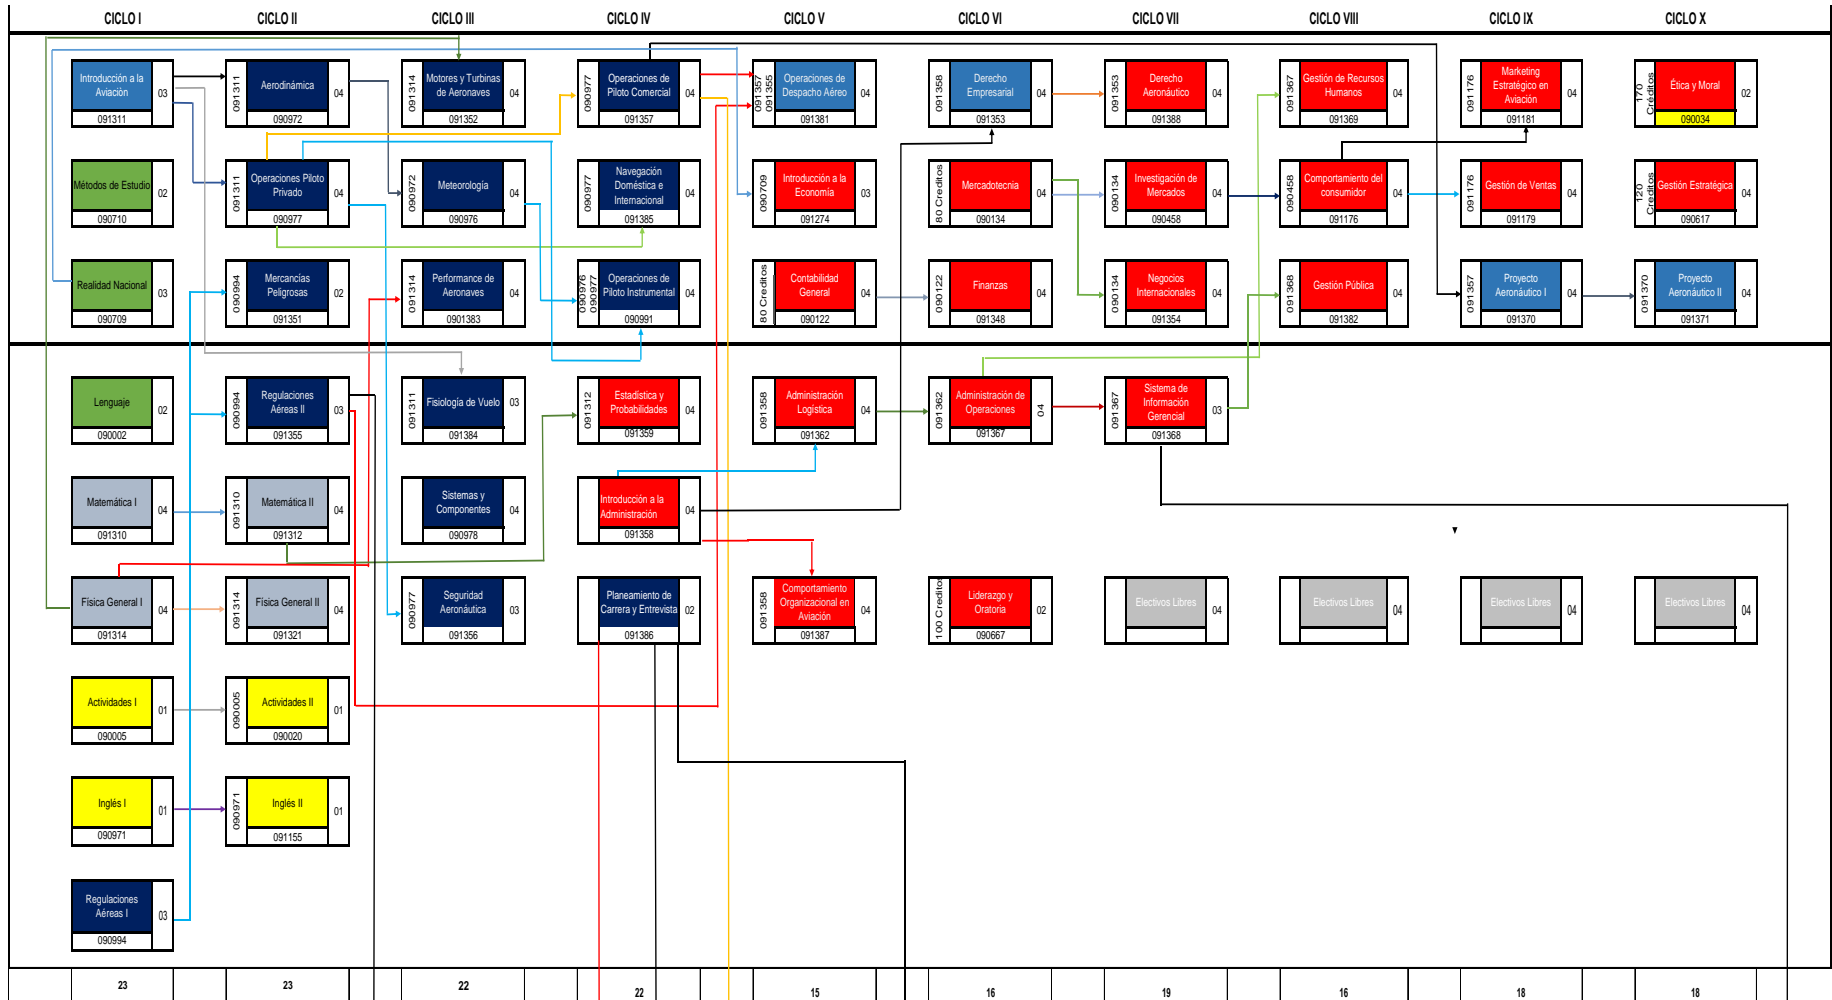 CICLO I
CICLO II
CICLO III
CICLO IV
CICLO V
CICLO VI
CICLO VII
CICLO VIII
CICLO IX
CICLO X
Introducción a la
Aviación
03
091311
091311
Aerodinámica
04
090972
091314
Motores y Turbinas
de Aeronaves
04
091352
090977
Operaciones de
Piloto Comercial
04
091357
091357
091355
Operaciones de
Despacho Aéreo
04
091381
091358
Derecho
Empresarial
04
091353
091353
Derecho
Aeronáutico
04
091388
091367
Gestión de Recursos
Humanos
04
091369
091176
Marketing
Estratégico en
Aviación
04
091181
170
Créditos
Ética y Moral
02
090034
Métodos de Estudio
02
090710
091311
Operaciones Piloto
Privado
04
090977
090972
Meteorología
04
090976
090977
Navegación
Doméstica e
Internacional
04
091385
090709
Introducción a la
Economía
03
091274
80 Creditos
Mercadotecnia
04
090134
090134
Investigación de
Mercados
04
090458
090458
Comportamiento del
consumidor
04
091176
091176
Gestión de Ventas
04
091179
120
Creditos
Gestión Estratégica
04
090617
Realidad Nacional
03
090709
090994
Mercancías
Peligrosas
02
091351
091314
Performance de
Aeronaves
04
0901383
090976
090977
Operaciones de
Piloto Instrumental
04
090991
80 Creditos
Contabilidad
General
04
090122
090122
Finanzas
04
091348
090134
Negocios
Internacionales
04
091354
091368
Gestión Pública
04
091382
091357
Proyecto
Aeronáutico I
04
091370
091370
Proyecto
Aeronáutico II
04
091371
Lenguaje
02
090002
090994
Regulaciones
Aéreas II
03
091355
091311
Fisiología de Vuelo
03
091384
091312
Estadística y
Probabilidades
04
091359
091358
Administración
Logística
04
091362
091362
Administración de
Operaciones
04
091367
091367
Sistema de
Información
Gerencial
03
091368
Matemática I
04
091310
091310
Matemática II
04
091312
Sistemas y
Componentes
04
090978
Introducción a la
Administración
04
091358
Física General I
04
091314
091314
Física General II
04
091321
090977
Seguridad
Aeronáutica
03
091356
Planeamiento de
Carrera y Entrevista
02
091386
091358
Comportamiento
Organizacional en
Aviación
04
091387
100 Creditos
Liderazgo y
Oratoria
02
090667
Electivos Libres
04
Electivos Libres
04
Electivos Libres
04
Electivos Libres
04
Actividades I
01
090005
090005
Actividades II
01
090020
Inglés I
01
090971
090971
Inglés II
01
091155
Regulaciones
Aéreas I
03
090994
23
23
22
22
15
16
19
16
18
18